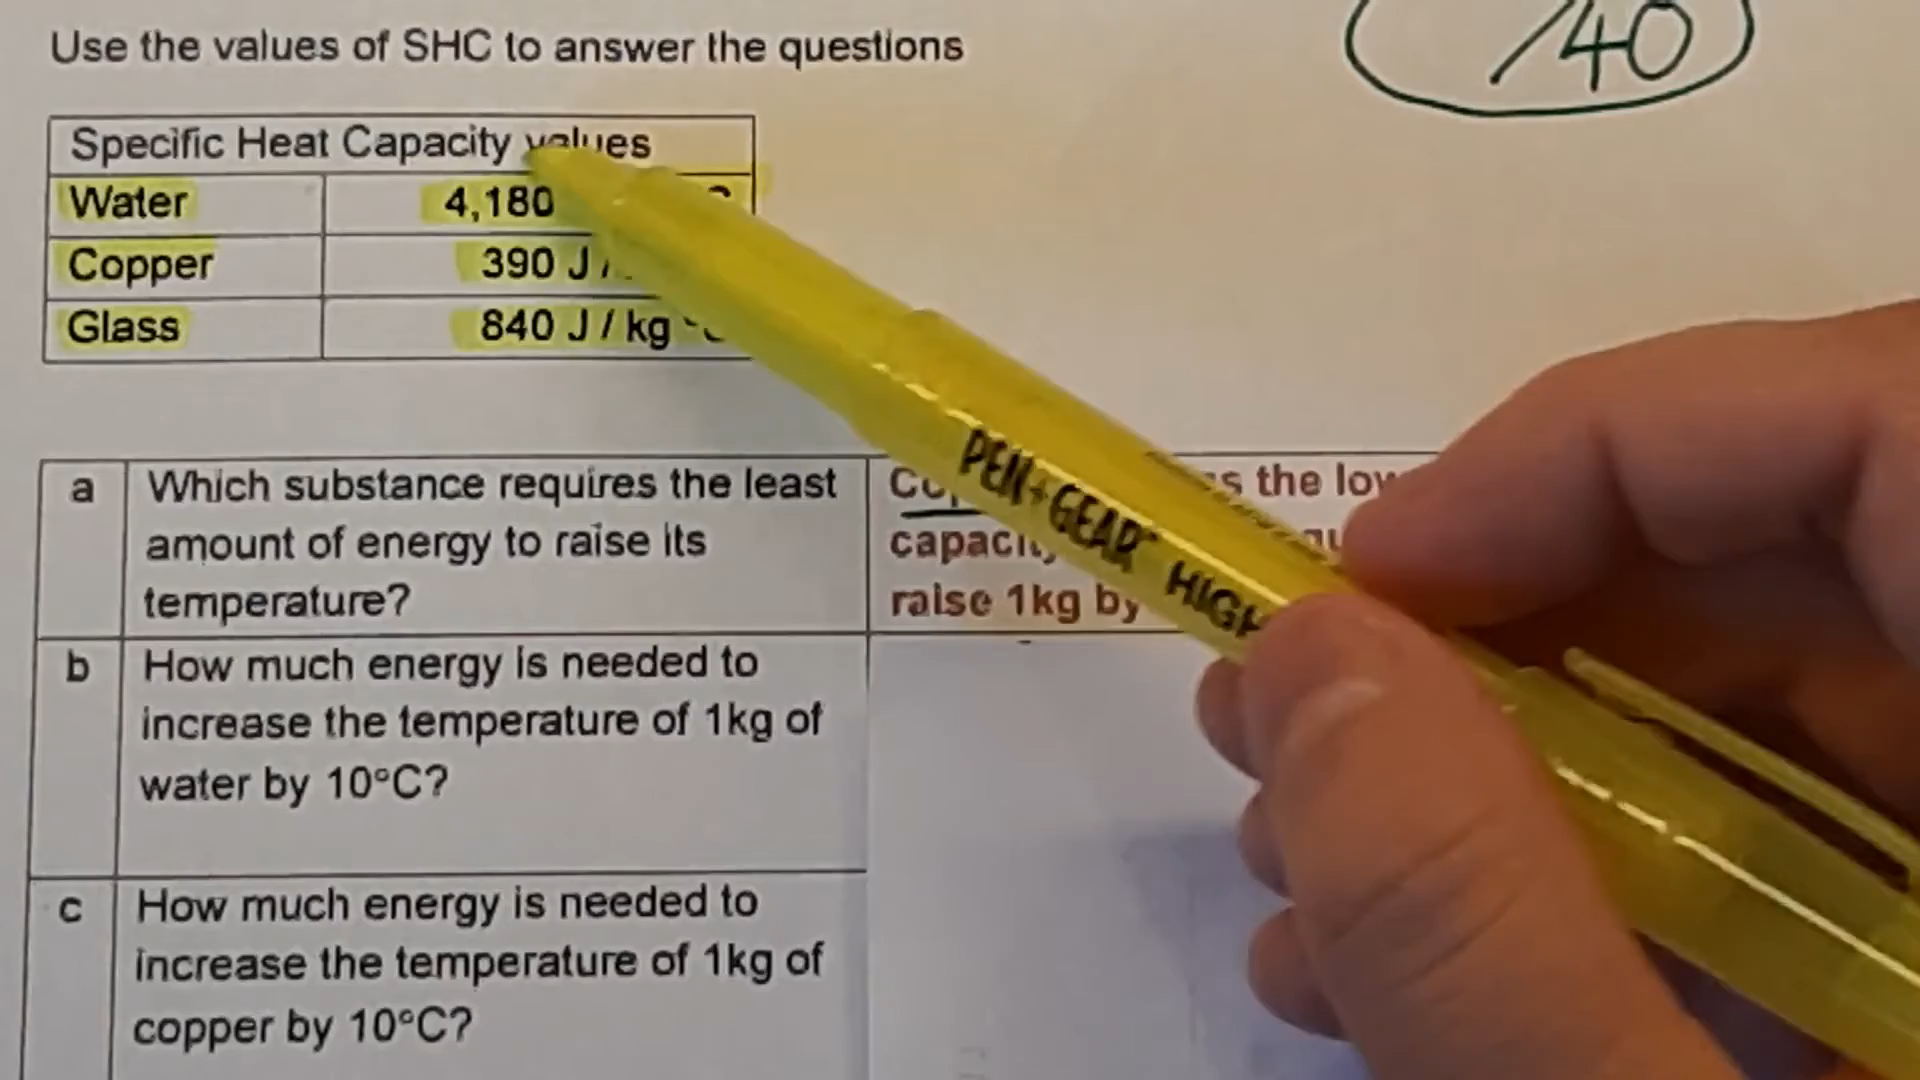 Use the values of SHC to answer the questions
/40
Specific Heat Capacity values
Water 4,180
Copper 390 J /
Glass 840 J / kg
a Which substance requires the least
amount of energy to raise its
temperature?
the
raise 1kg by
b How much energy is needed to
increase the temperature of 1kg of
water by 10°C?
c How much energy is needed to
increase the temperature of 1kg of
copper by 10°C?
PEN+GEAR HIGH